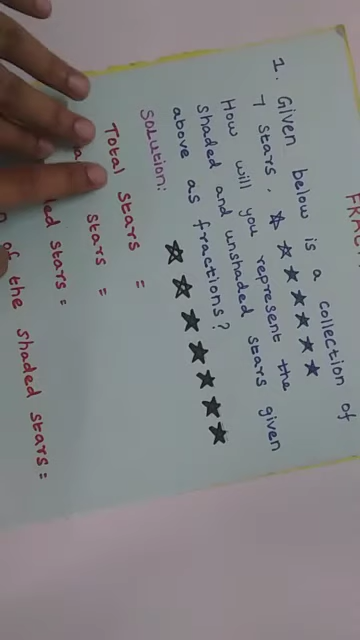 1. Given below is a collection of
7 stars.
How will you represent the
shaded and unshaded stars given
above as fractions?
Solution:
Total stars =
stars =
stars =
of the shaded stars =